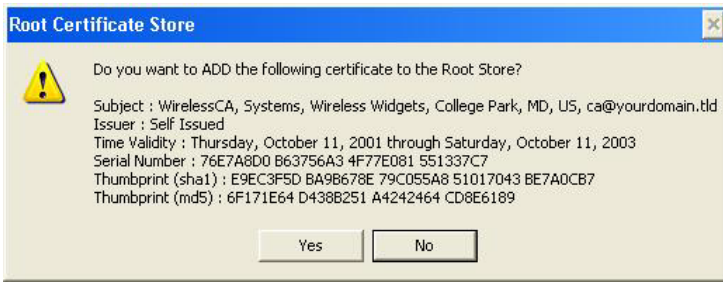 Root Certificate Store
Do you want to ADD the following certificate to the Root Store?
Subject : WirelessCA, Systems, Wireless Widgets, College Park, MD, US, ca@yourdomain.tld
Issuer : Self Issued
Time Validity : Thursday, October 11, 2001 through Saturday, October 11, 2003
Serial Number : 76E7A8D0 B63756A3 4F77E081 551337C7
Thumbprint (sha1) : E9EC3F5D BA9B678E 79C055A8 51017043 BE7A0CB7
Thumbprint (md5) : 6F171E64 D438B251 A4242464 CD8E6189
Yes No